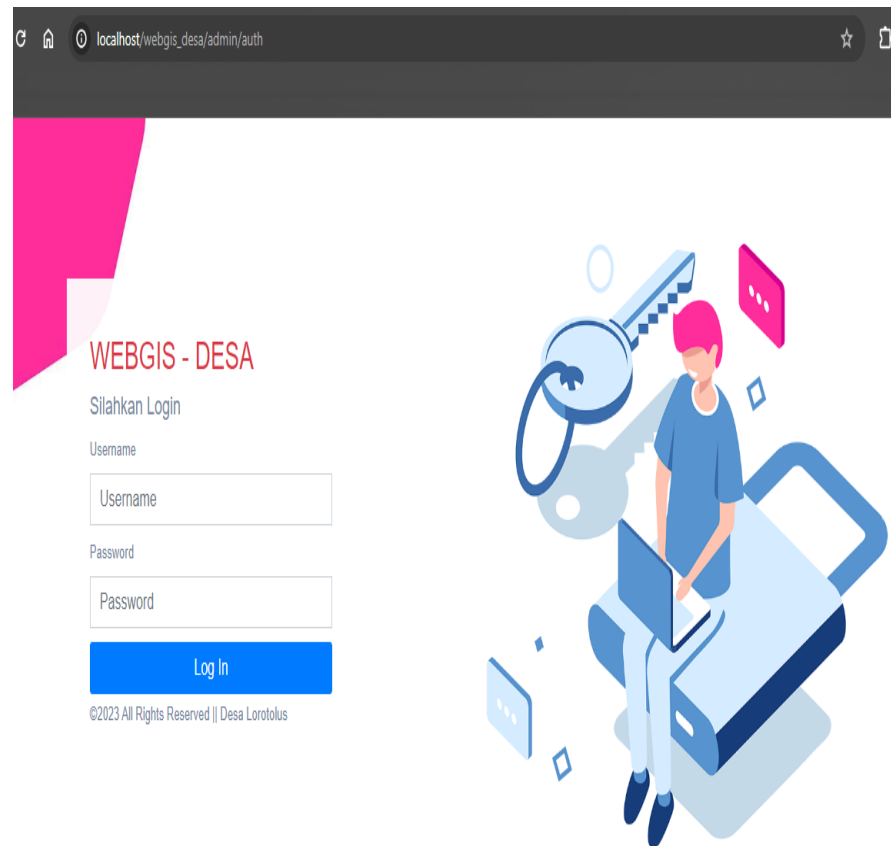 localhost/webgis_desa/admin/auth
WEBGIS - DESA
Silahkan Login
Username
Username
Password
Password
Log In
©2023 All Rights Reserved || Desa Lorotolus